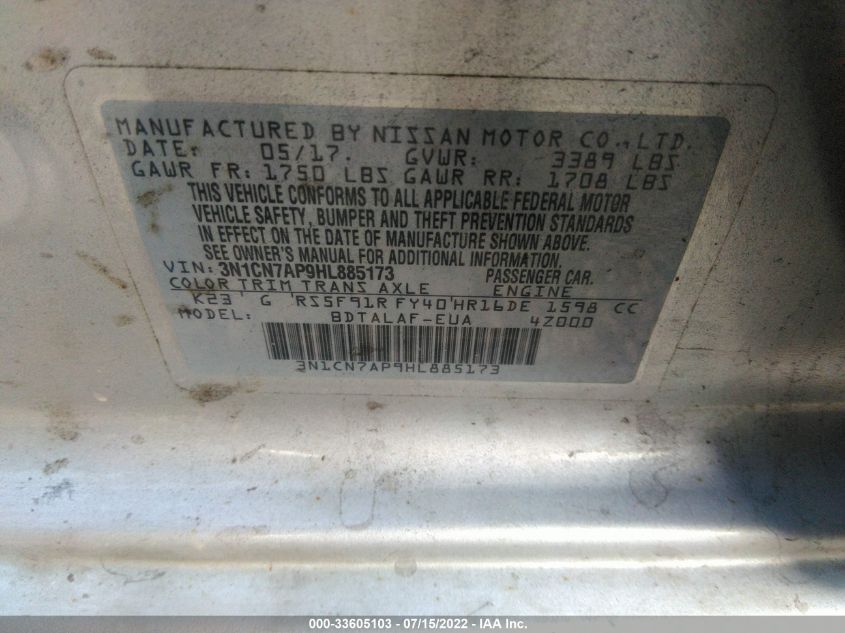 MANUFACTURED BY NISSAN MOTOR CO., LTD.
DATE: 05/17. GVWR: 3389 LBS
GAWR FR: 1750 LBS GAWR RR: 1708 LBS
THIS VEHICLE CONFORMS TO ALL APPLICABLE FEDERAL MOTOR
VEHICLE SAFETY, BUMPER AND THEFT PREVENTION STANDARDS
IN EFFECT ON THE DATE OF MANUFACTURE SHOWN ABOVE.
SEE OWNER'S MANUAL FOR ADDITIONAL INFORMATION.
VIN: 3N1CN7AP9HL885173 PASSENGER CAR.
COLOR TRIM TRANS AXLE ENGINE
K23 G RS5F91R FY40 HR16DE 1598 CC
MODEL: BDTALAF-EUA 4Z000
3N1CN7AP9HL885173
000-33605103 - 07/15/2022 - IAA Inc.